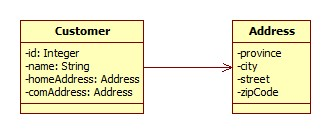 Customer
-id: Integer
-name: String
-homeAddress: Address
-comAddress: Address
Address
-province
-city
-street
-zipCode